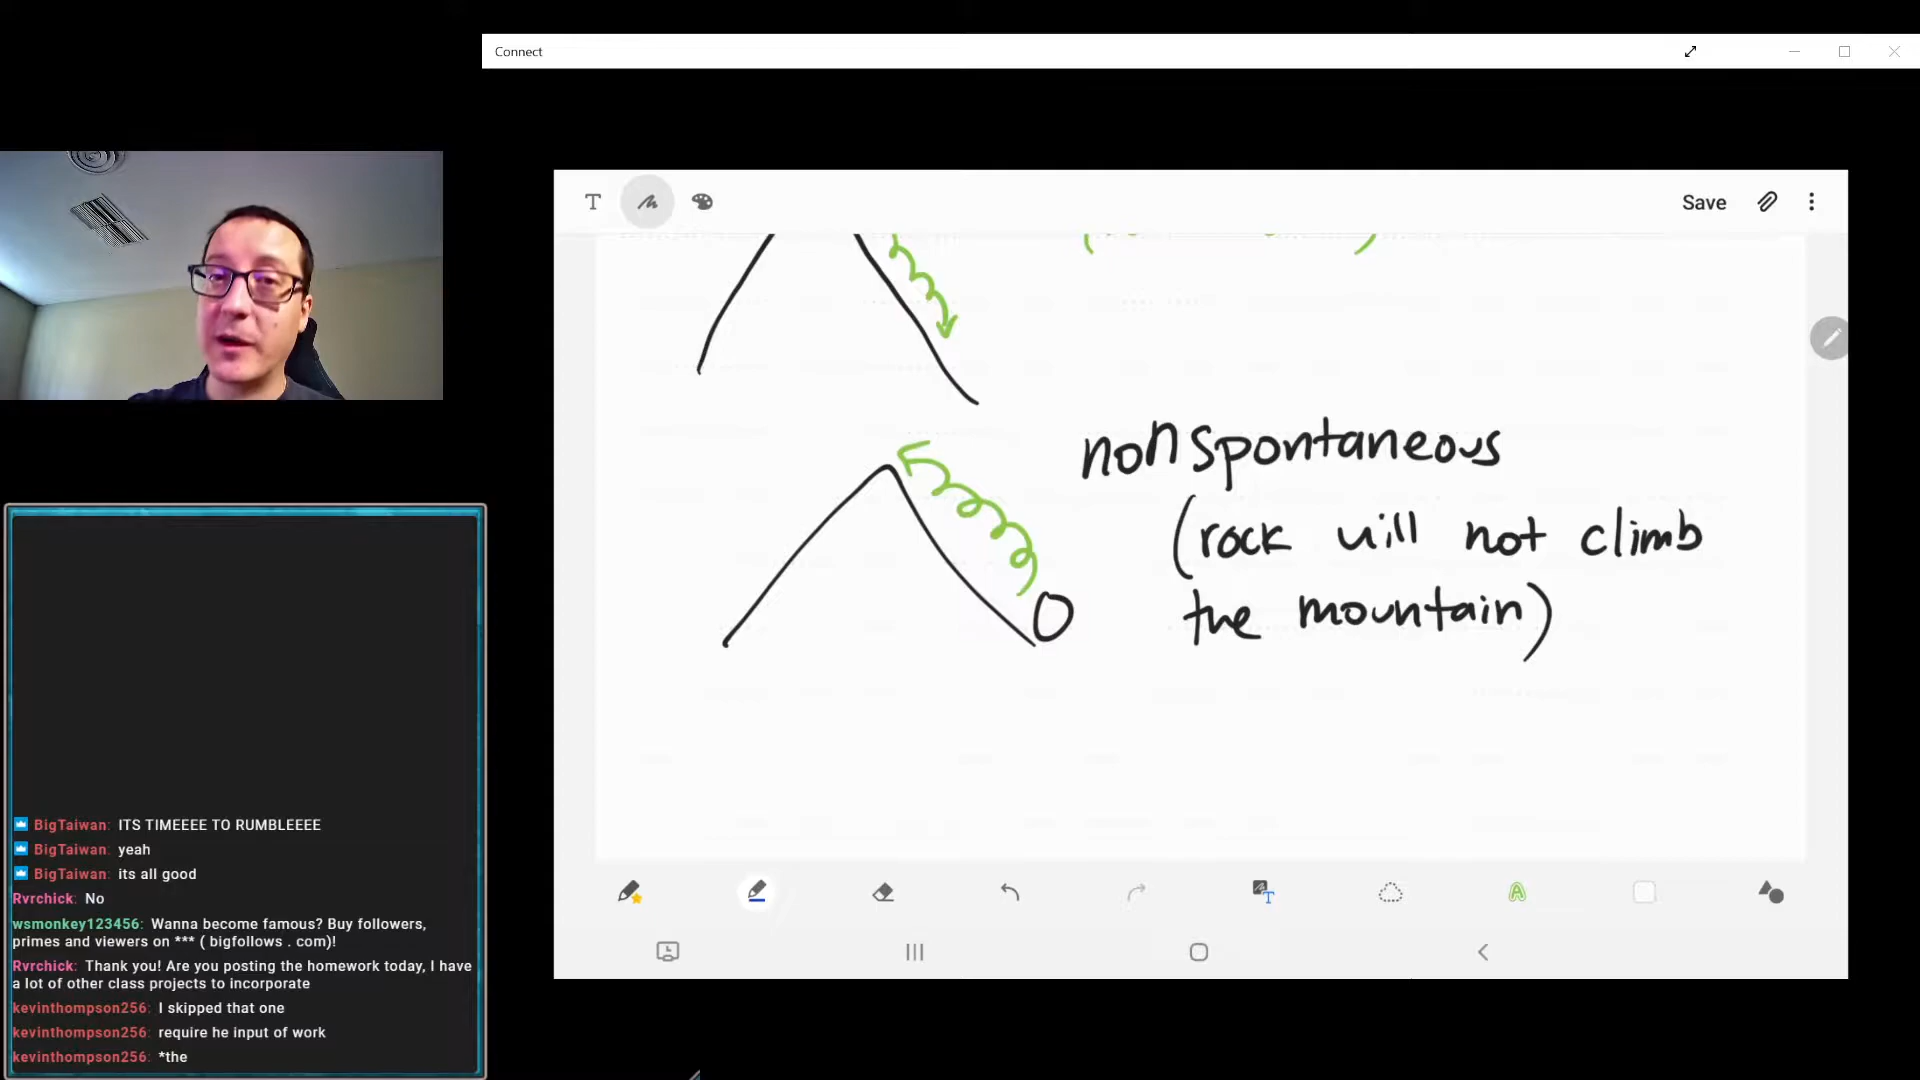 Connect
T
Save
nonspontaneous
(rock will not climb
the mountain)
BigTaiwan: ITS TIMEEEE TO RUMBLEEEE
BigTaiwan: yeah
BigTaiwan: its all good
Rvrchick: No
wsmonkey123456: Wanna become famous? Buy followers,
primes and viewers on *** ( bigfollows . com)!
Rvrchick: Thank you! Are you posting the homework today, I have
a lot of other class projects to incorporate
kevinthompson256: I skipped that one
kevinthompson256: require he input of work
kevinthompson256: *the